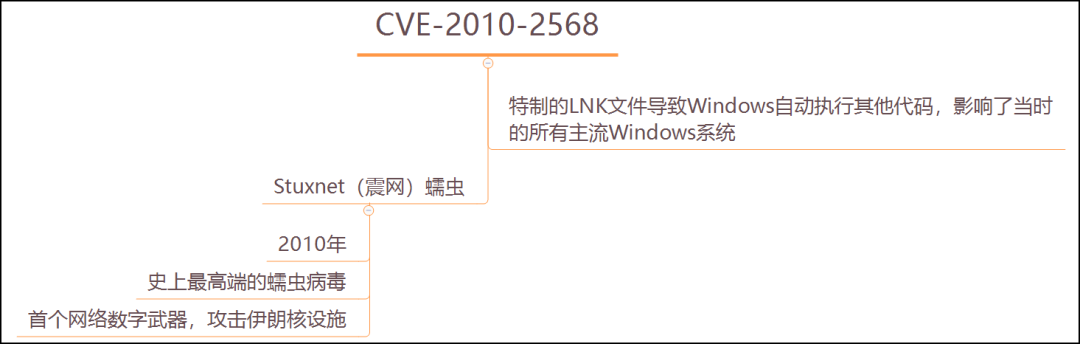 CVE-2010-2568
特制的LNK文件导致Windows自动执行其他代码，影响了当时
的所有主流Windows系统
Stuxnet（震网）蠕虫
2010年
史上最高端的蠕虫病毒
首个网络数字武器，攻击伊朗核设施